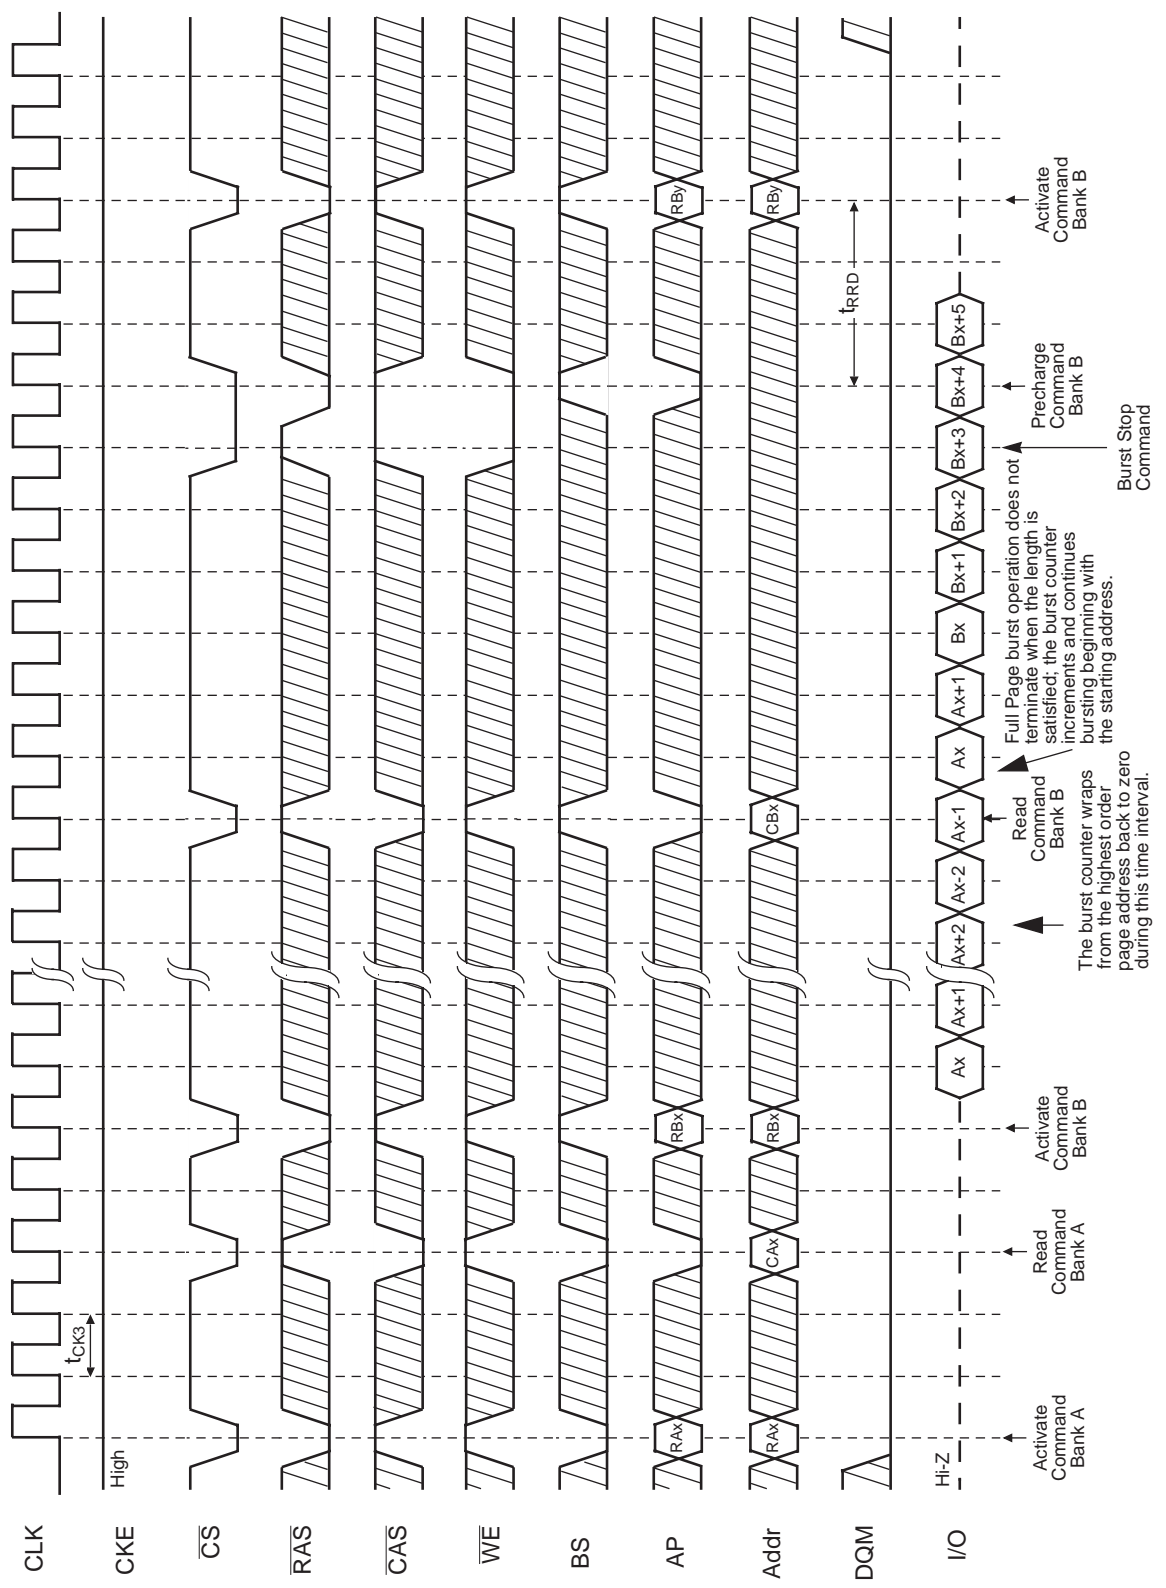 CLK
CKE
CS
RAS
CAS
WE
BS
AP
Addr
DQM
I/O
High
tCK3
RAx
CAx
RBx
CBx
RBy
RAx
RBx
RBy
tRRD
Hi-Z
Ax
Ax+1
Ax+2
Ax-2
Ax-1
Ax
Ax+1
Bx
Bx+1
Bx+2
Bx+3
Bx+4
Bx+5
Activate
Command
Bank A
Read
Command
Bank A
Activate
Command
Bank B
The burst counter wraps
from the highest order
page address back to zero
during this time interval.
Read
Command
Bank B
Full Page burst operation does not
terminate when the length is
satisfied; the burst counter
increments and continues
bursting beginning with
the starting address.
Burst Stop
Command
Precharge
Command
Bank B
Activate
Command
Bank B